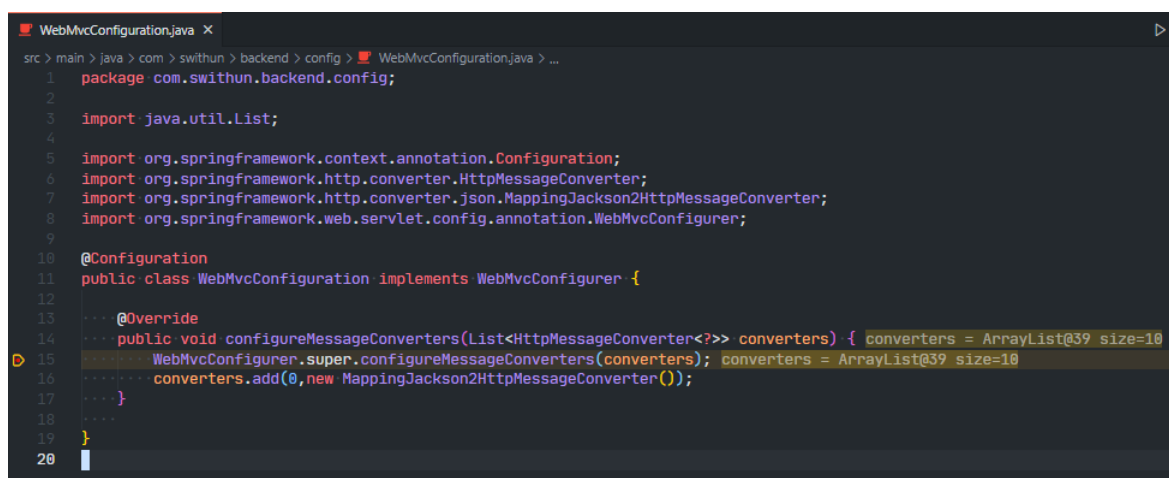 WebMvcConfiguration.java ×
src > main > java > com > swithun > backend > config > WebMvcConfiguration.java > ...
1 package com.swithun.backend.config;
2
3 import java.util.List;
4
5 import org.springframework.context.annotation.Configuration;
6 import org.springframework.http.converter.HttpMessageConverter;
7 import org.springframework.http.converter.json.MappingJackson2HttpMessageConverter;
8 import org.springframework.web.servlet.config.annotation.WebMvcConfigurer;
9
10 @Configuration
11 public class WebMvcConfiguration implements WebMvcConfigurer {
12
13 @Override
14 public void configureMessageConverters(List<HttpMessageConverter<?>> converters) { converters = ArrayList@39 size=10
15 WebMvcConfigurer.super.configureMessageConverters(converters); converters = ArrayList@39 size=10
16 converters.add(0,new MappingJackson2HttpMessageConverter());
17 }
18
19 }
20